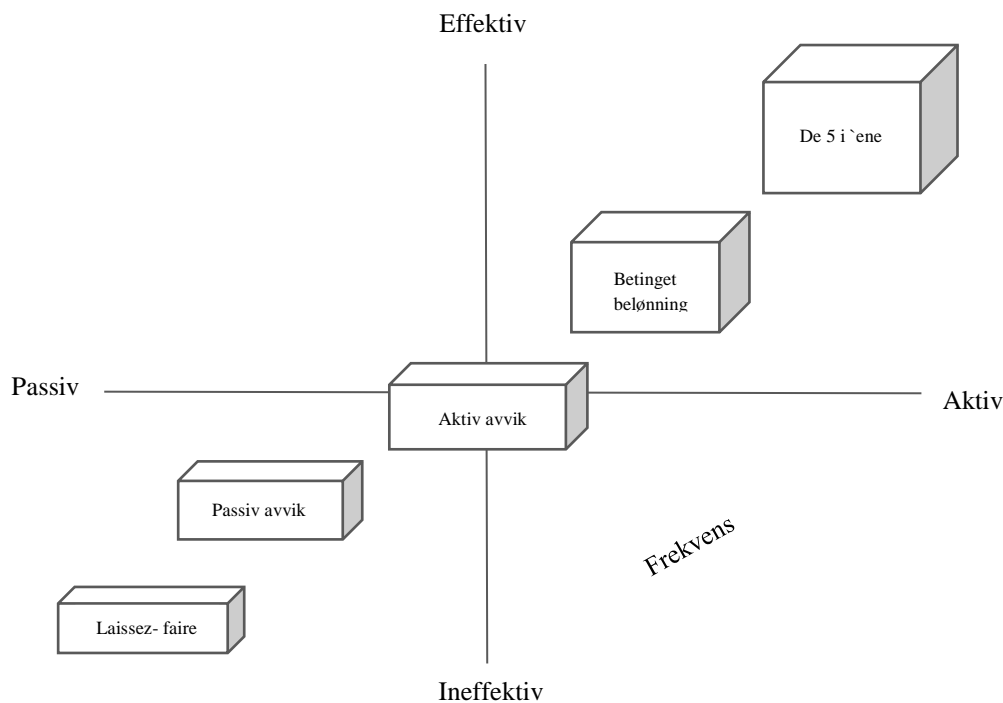 Effektiv
De 5 i `ene
Betinget
belønning
Passiv
Aktiv
Aktiv avvik
Passiv avvik
Frekvens
Laissez- faire
Ineffektiv